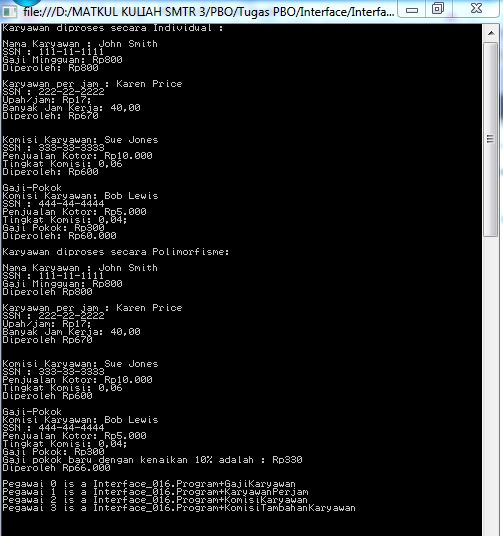 file:///D:/MATKUL KULIAH SMTR 3/PBO/Tugas PBO/Interface/Interfa...
Karyawan diproses secara Individual :
Nama Karyawan : John Smith
SSN : 111-11-1111
Gaji Mingguan: Rp800
Diperoleh: Rp800
Karyawan per jam : Karen Price
SSN : 222-22-2222
Upah/jam: Rp17;
Banyak Jam Kerja: 40,00
Diperoleh: Rp670
Komisi Karyawan: Sue Jones
SSN : 333-33-3333
Penjualan Kotor: Rp10.000
Tingkat Komisi: 0,06
Diperoleh: Rp600
Gaji-Pokok
Komisi Karyawan: Bob Lewis
SSN : 444-44-4444
Penjualan Kotor: Rp5.000
Tingkat Komisi: 0,04;
Gaji Pokok: Rp300
Diperoleh: Rp60.000
Karyawan diproses secara Polimorfisme:
Nama Karyawan : John Smith
SSN : 111-11-1111
Gaji Mingguan: Rp800
Diperoleh Rp800
Karyawan per jam : Karen Price
SSN : 222-22-2222
Upah/jam: Rp17;
Banyak Jam Kerja: 40,00
Diperoleh Rp670
Komisi Karyawan: Sue Jones
SSN : 333-33-3333
Penjualan Kotor: Rp10.000
Tingkat Komisi: 0,06
Diperoleh Rp600
Gaji-Pokok
Komisi Karyawan: Bob Lewis
SSN : 444-44-4444
Penjualan Kotor: Rp5.000
Tingkat Komisi: 0,04;
Gaji Pokok: Rp300
Gaji pokok baru dengan kenaikan 10% adalah : Rp330
Diperoleh Rp66.000
Pegawai 0 is a Interface_016.Program+GajiKaryawan
Pegawai 1 is a Interface_016.Program+KaryawanPerjam
Pegawai 2 is a Interface_016.Program+KomisiKaryawan
Pegawai 3 is a Interface_016.Program+KomisiTambahanKaryawan